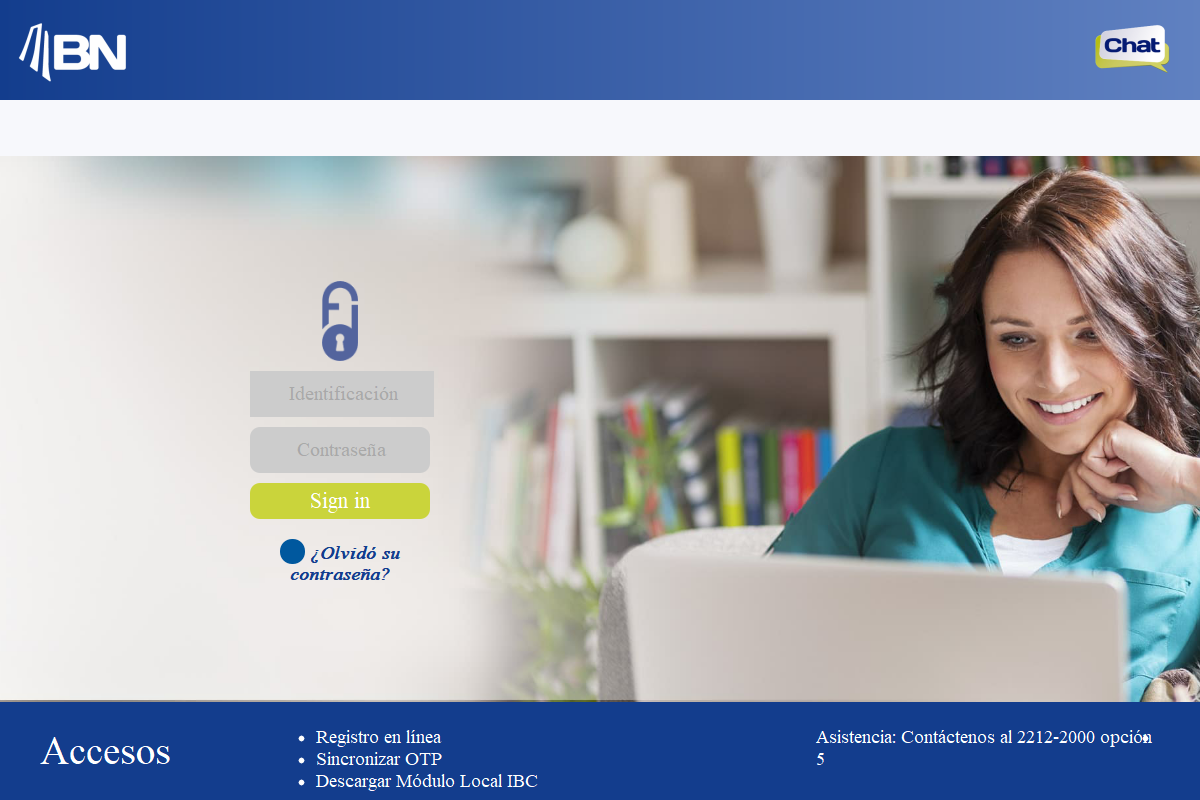 BN
Chat
Identificación
Contraseña
Sign in
¿Olvidó su
contraseña?
Accesos
Registro en línea
Sincronizar OTP
Descargar Módulo Local IBC
Asistencia: Contáctenos al 2212-2000 opción
5